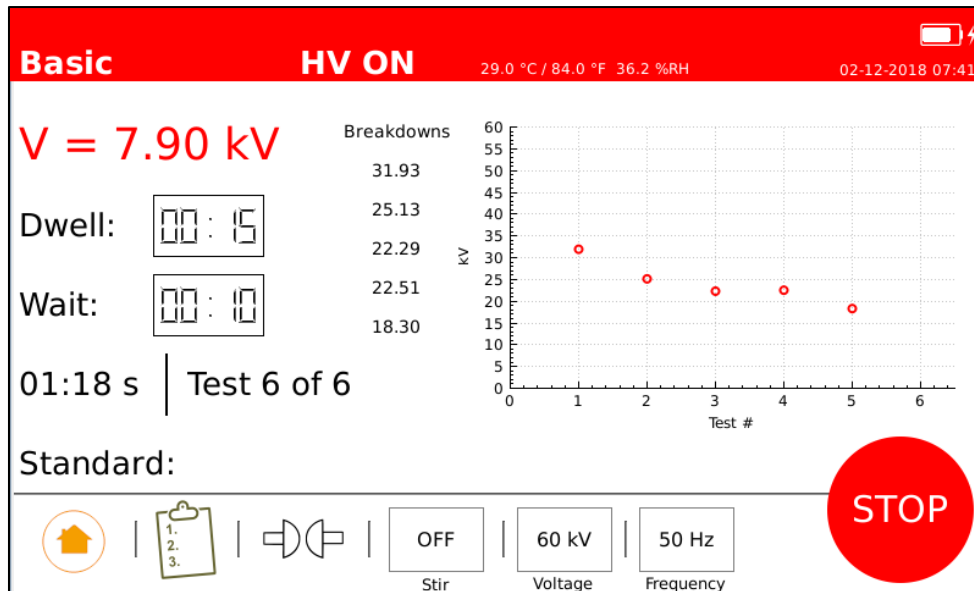 Basic
HV ON
29.0 °C / 84.0 °F 36.2 %RH
02-12-2018 07:41
V = 7.90 kV
Dwell: 00:15
Wait: 00:10
01:18 s
Test 6 of 6
Standard:
Breakdowns
31.93
25.13
22.29
22.51
18.30
kV
60
55
50
45
40
35
30
25
20
15
10
5
0
0 1 2 3 4 5 6
Test #
STOP
1.
2.
3.
OFF
Stir
60 kV
Voltage
50 Hz
Frequency